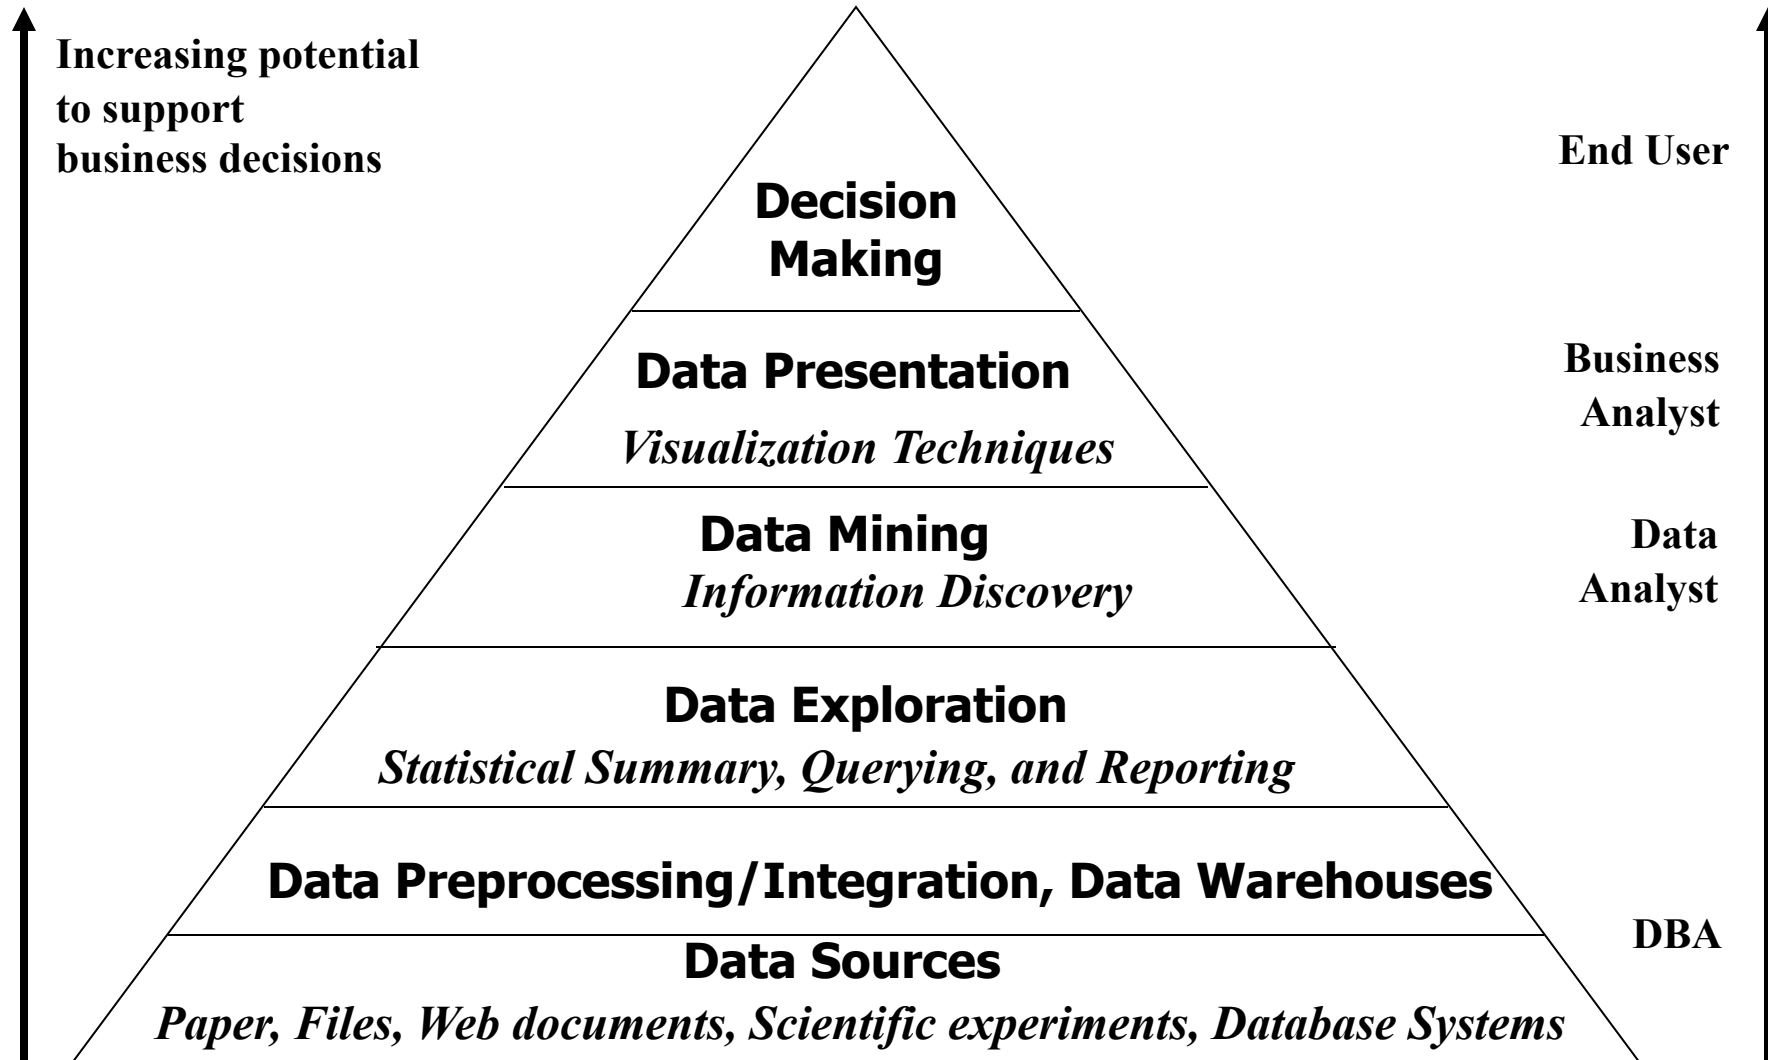 Increasing potential
to support
business decisions
End User
Decision
Making
Data Presentation
Visualization Techniques
Business
Analyst
Data Mining
Information Discovery
Data
Analyst
Data Exploration
Statistical Summary, Querying, and Reporting
Data Preprocessing/Integration, Data Warehouses
DBA
Data Sources
Paper, Files, Web documents, Scientific experiments, Database Systems